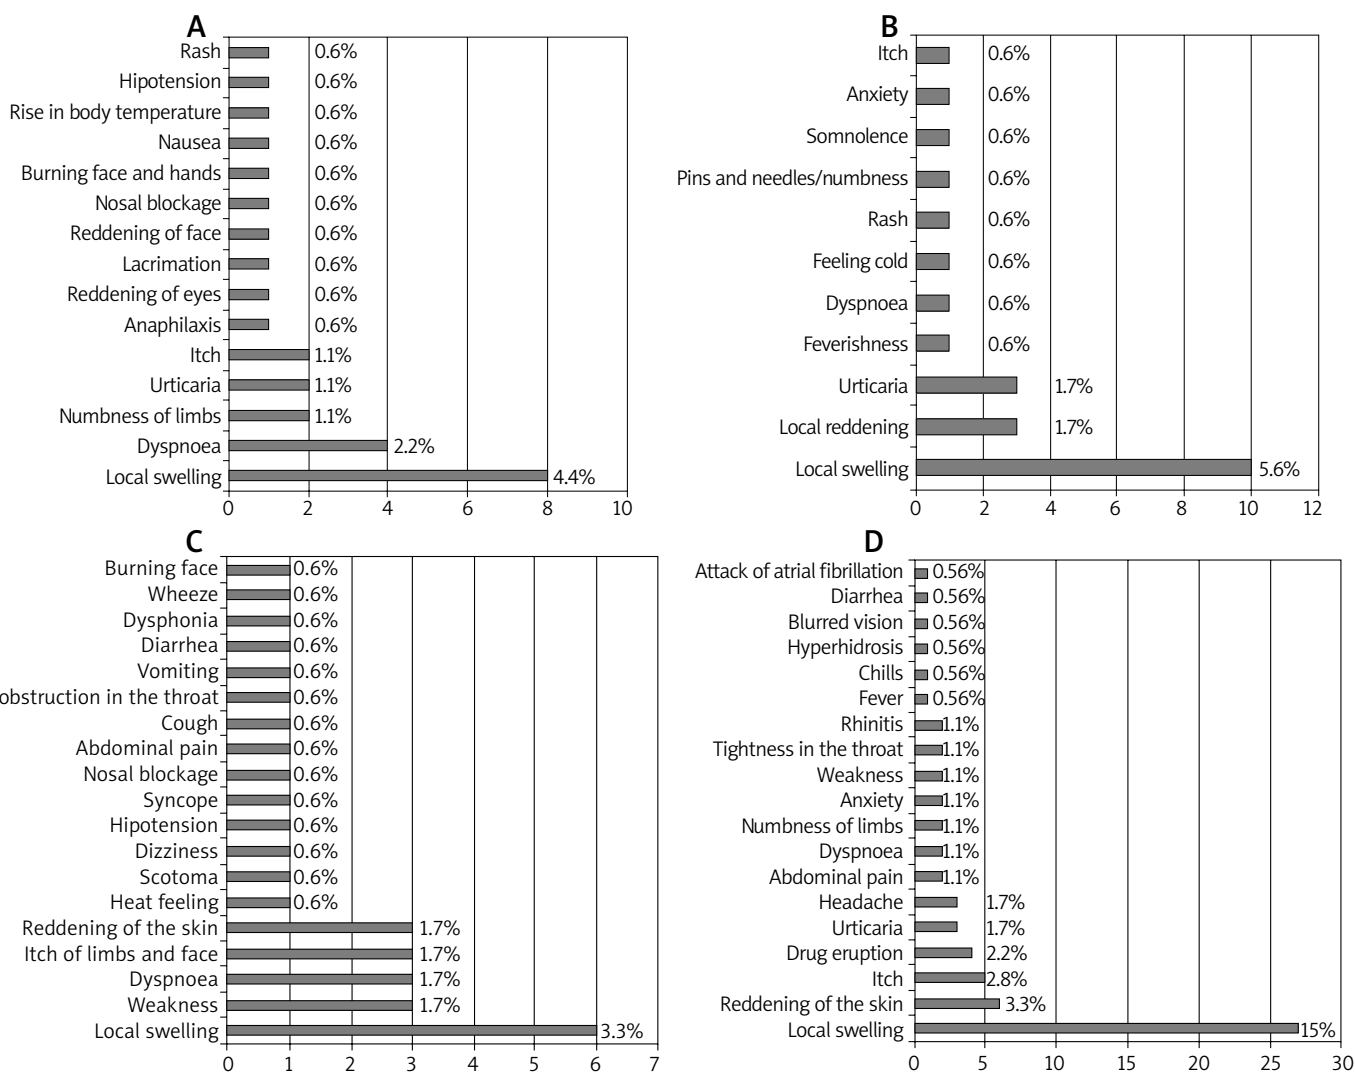 A
Rash 0.6%
Hipotension 0.6%
Rise in body temperature 0.6%
Nausea 0.6%
Burning face and hands 0.6%
Nosal blockage 0.6%
Reddening of face 0.6%
Lacrimation 0.6%
Reddening of eyes 0.6%
Anaphilaxis 0.6%
Itch 1.1%
Urticaria 1.1%
Numbness of limbs 1.1%
Dyspnoea 2.2%
Local swelling 4.4%
0 2 4 6 8 10
B
Itch 0.6%
Anxiety 0.6%
Somnolence 0.6%
Pins and needles/numbness 0.6%
Rash 0.6%
Feeling cold 0.6%
Dyspnoea 0.6%
Feverishness 0.6%
Urticaria 1.7%
Local reddening 1.7%
Local swelling 5.6%
0 2 4 6 8 10 12
C
Burning face 0.6%
Wheeze 0.6%
Dysphonia 0.6%
Diarrhea 0.6%
Vomiting 0.6%
obstruction in the throat 0.6%
Cough 0.6%
Abdominal pain 0.6%
Nosal blockage 0.6%
Syncope 0.6%
Hipotension 0.6%
Dizziness 0.6%
Scotoma 0.6%
Heat feeling 0.6%
Reddening of the skin 1.7%
Itch of limbs and face 1.7%
Dyspnoea 1.7%
Weakness 1.7%
Local swelling 3.3%
0 1 2 3 4 5 6 7
D
Attack of atrial fibrillation 0.56%
Diarrhea 0.56%
Blurred vision 0.56%
Hyperhidrosis 0.56%
Chills 0.56%
Fever 0.56%
Rhinitis 1.1%
Tightness in the throat 1.1%
Weakness 1.1%
Anxiety 1.1%
Numbness of limbs 1.1%
Dyspnoea 1.1%
Abdominal pain 1.1%
Headache 1.7%
Urticaria 1.7%
Drug eruption 2.2%
Itch 2.8%
Reddening of the skin 3.3%
Local swelling 15%
0 5 10 15 20 25 30